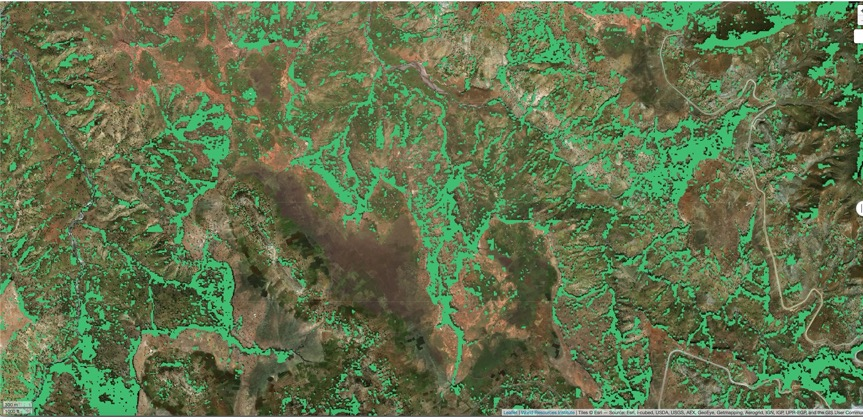 Leaflet | World Resources Institute | Tiles © Esri — Source: Esri, i-cubed, USDA, USGS, AEX, GeoEye, Getmapping, Aerogrid, IGN, IGP, UPR-EGP, and the GIS User Community